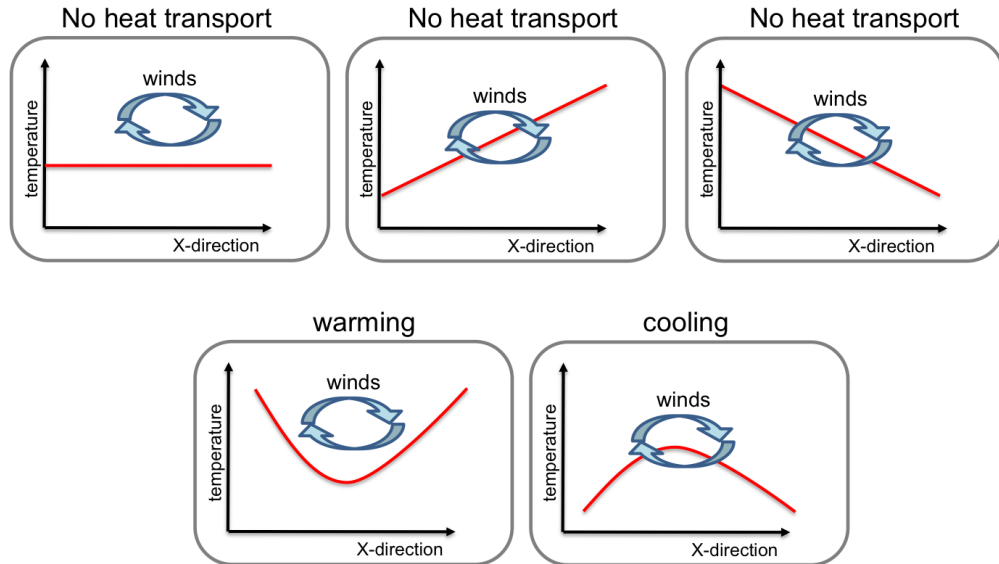 No heat transport
No heat transport
No heat transport
winds
temperature
X-direction
winds
temperature
X-direction
winds
temperature
X-direction
warming
cooling
winds
temperature
X-direction
winds
temperature
X-direction